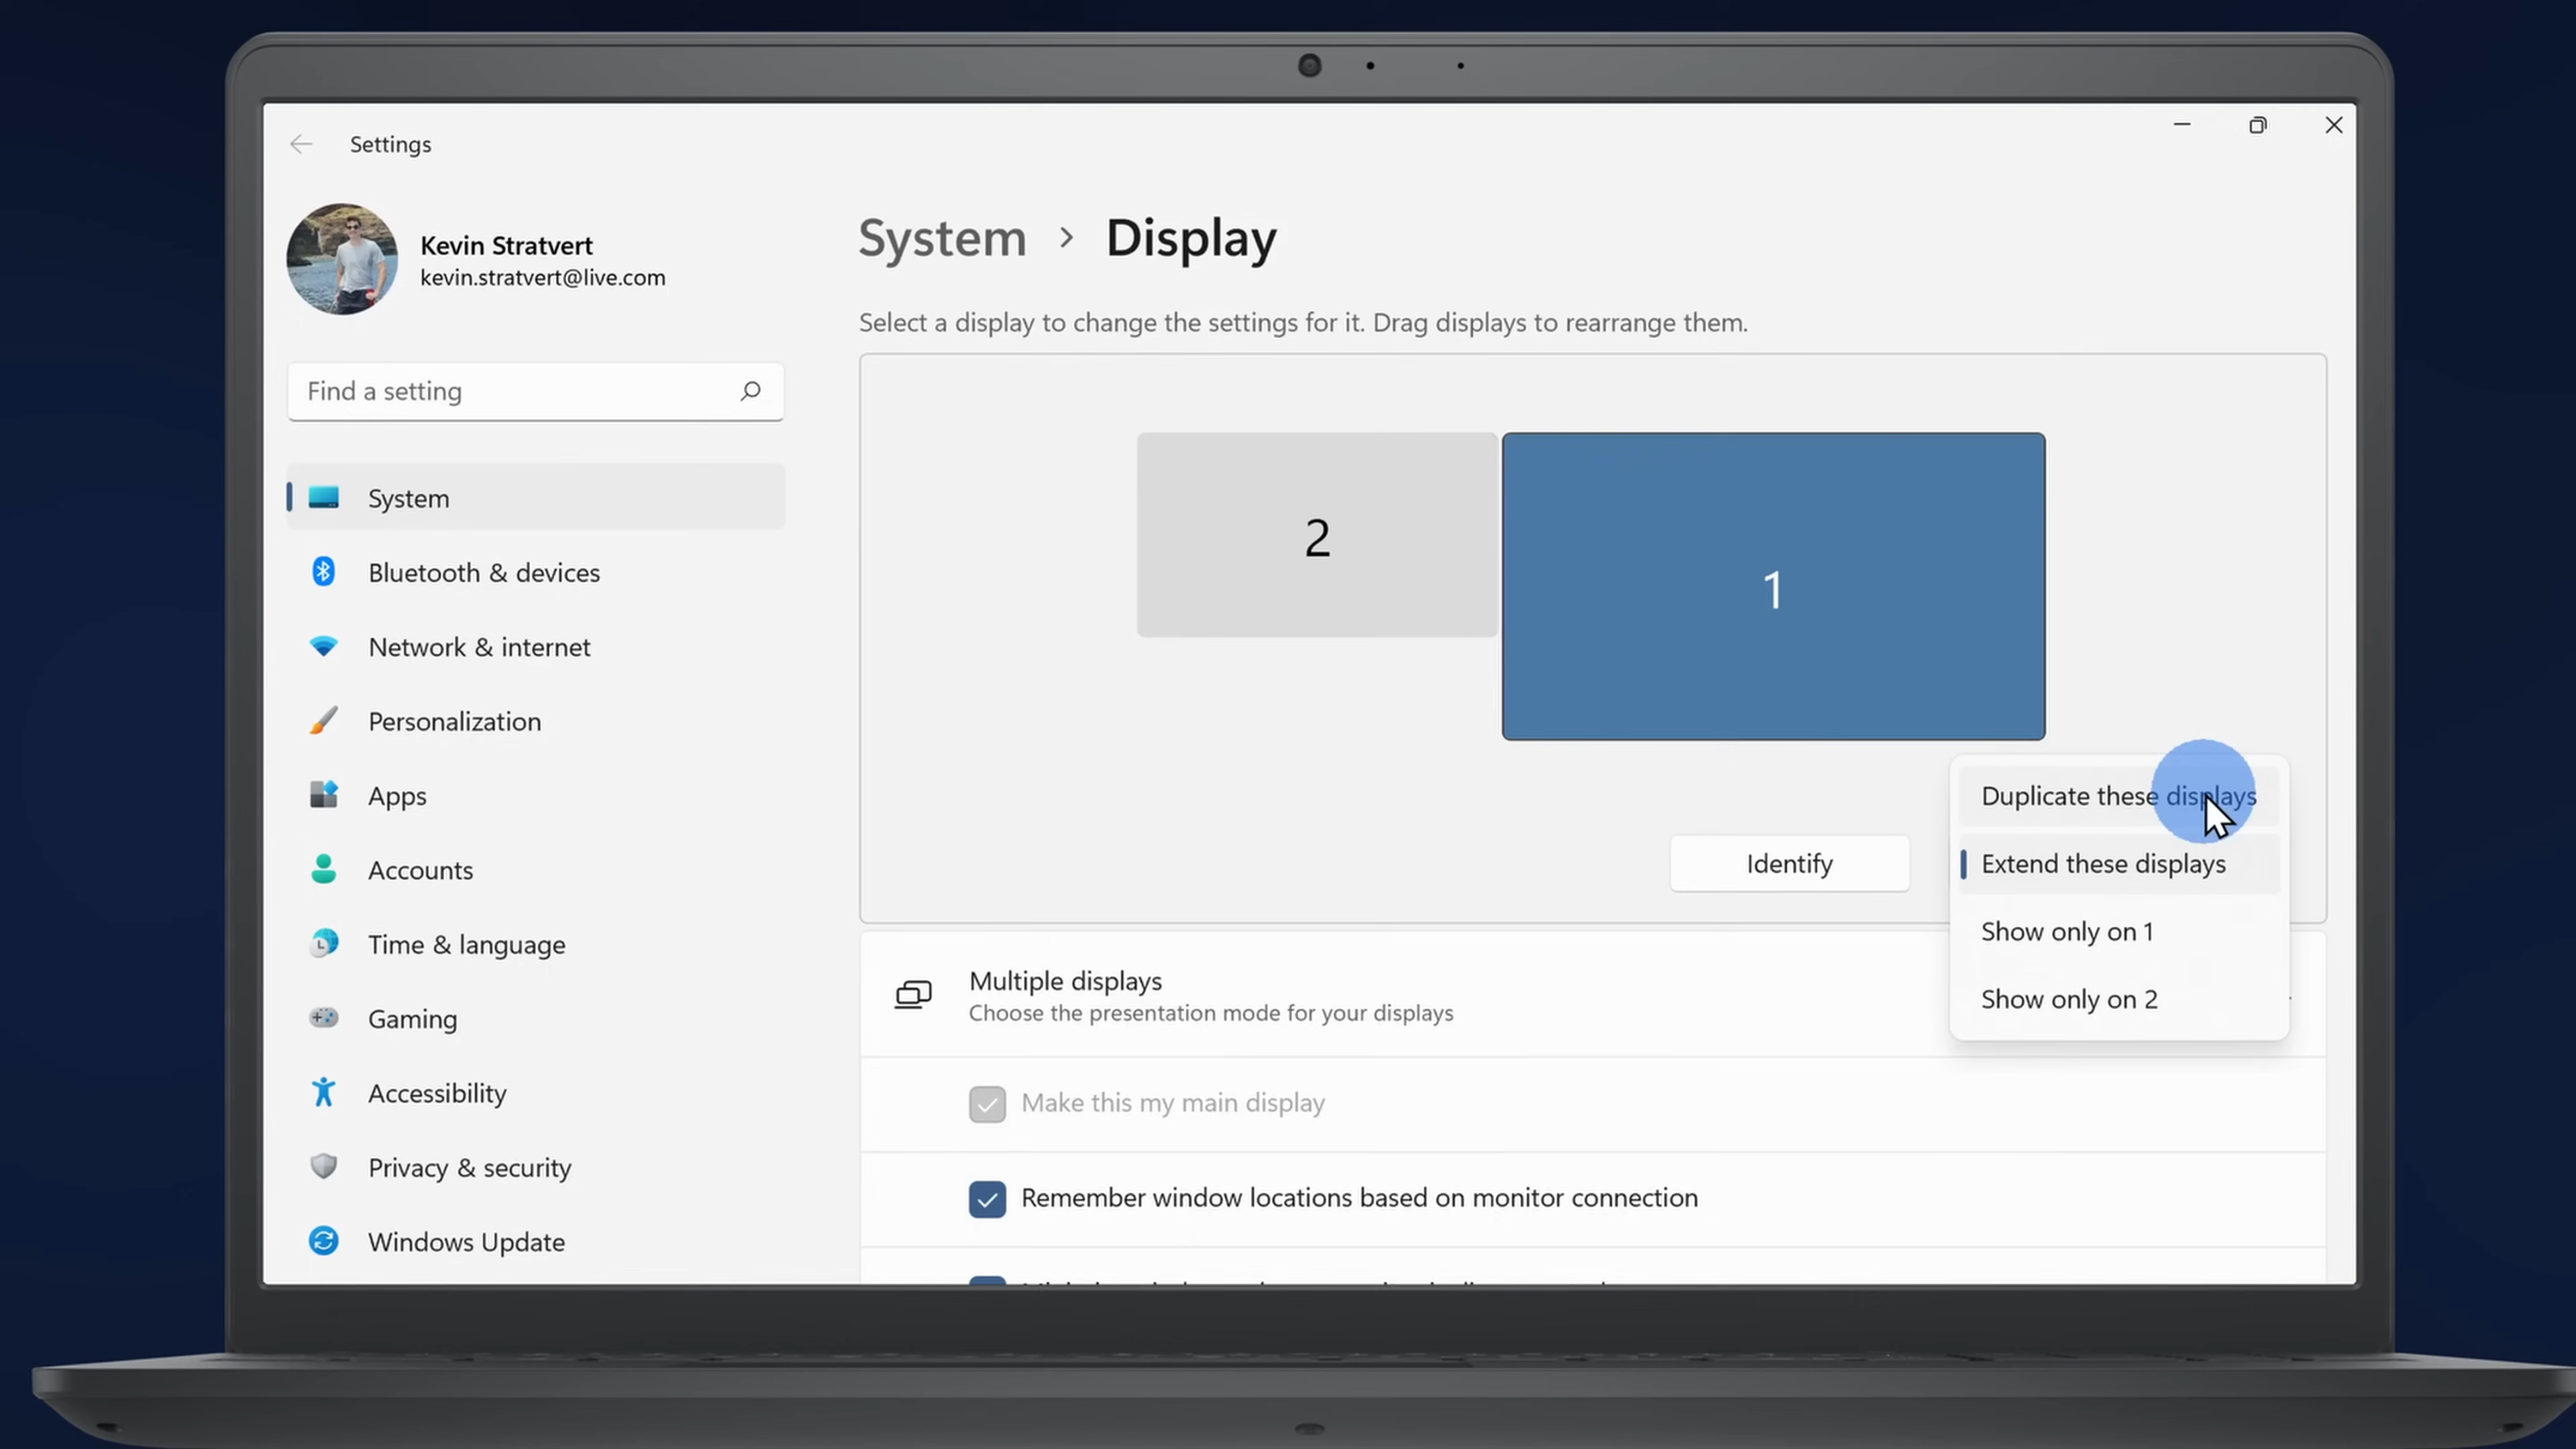 Settings
Kevin Stratvert
kevin.stratvert@live.com
Find a setting
System
Bluetooth & devices
Network & internet
Personalization
Apps
Accounts
Time & language
Gaming
Accessibility
Privacy & security
Windows Update
System > Display
Select a display to change the settings for it. Drag displays to rearrange them.
2
1
Identify
Duplicate these displays
Extend these displays
Show only on 1
Show only on 2
Multiple displays
Choose the presentation mode for your displays
Make this my main display
Remember window locations based on monitor connection